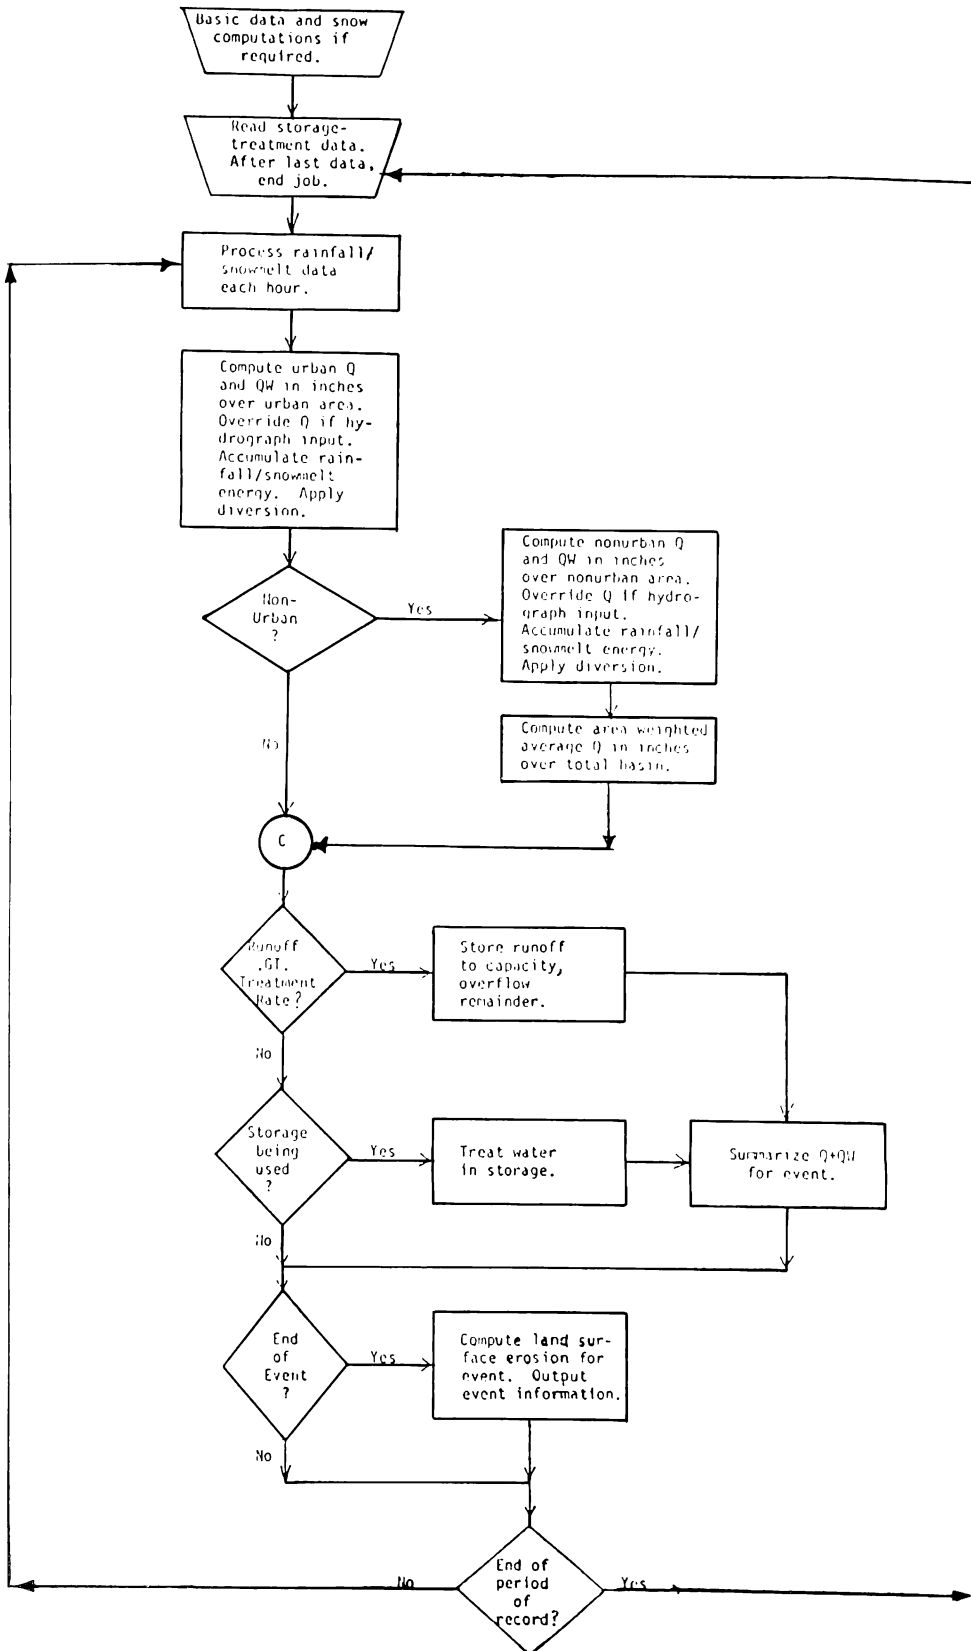 Basic data and snow
computations if
required.
Read storage-
treatment data.
After last data,
end job.
Process rainfall/
snowmelt data
each hour.
Compute urban Q
and QW in inches
over urban area.
Override Q if hy-
drograph input.
Accumulate rain-
fall/snowmelt
energy. Apply
diversion.
Non-
Urban
?
Yes
No
Compute nonurban Q
and QW in inches
over nonurban area.
Override Q if hydro-
graph input.
Accumulate rainfall/
snowmelt energy.
Apply diversion.
Compute area weighted
average Q in inches
over total basin.
C
Runoff
.GT.
Treatment
Rate?
Yes
No
Store runoff
to capacity,
overflow
remainder.
Storage
being
used
?
Yes
No
Treat water
in storage.
Summarize Q+QW
for event.
End
of
Event
?
Yes
No
Compute land sur-
face erosion for
event. Output
event information.
End of
period
of
record?
No
Yes